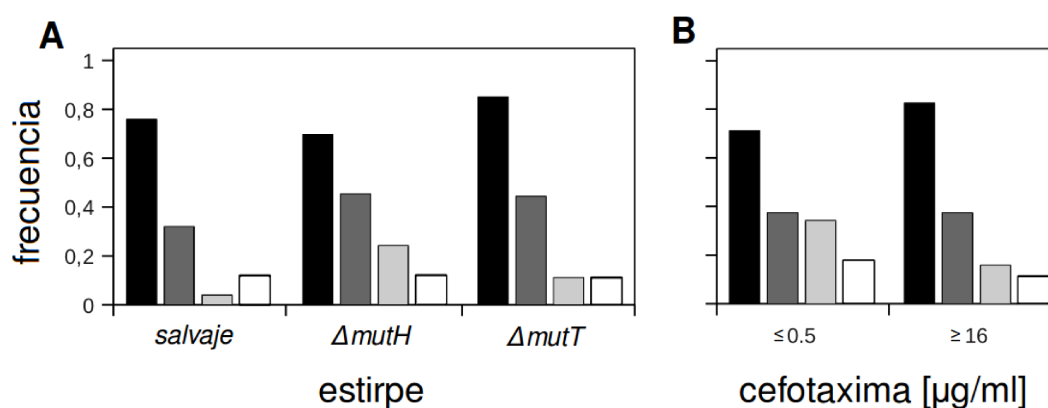 A
B
frecuencia
1
0,8
0,6
0,4
0,2
0
salvaje
ΔmutH
ΔmutT
≤0.5
≥16
estirpe
cefotaxima [µg/ml]